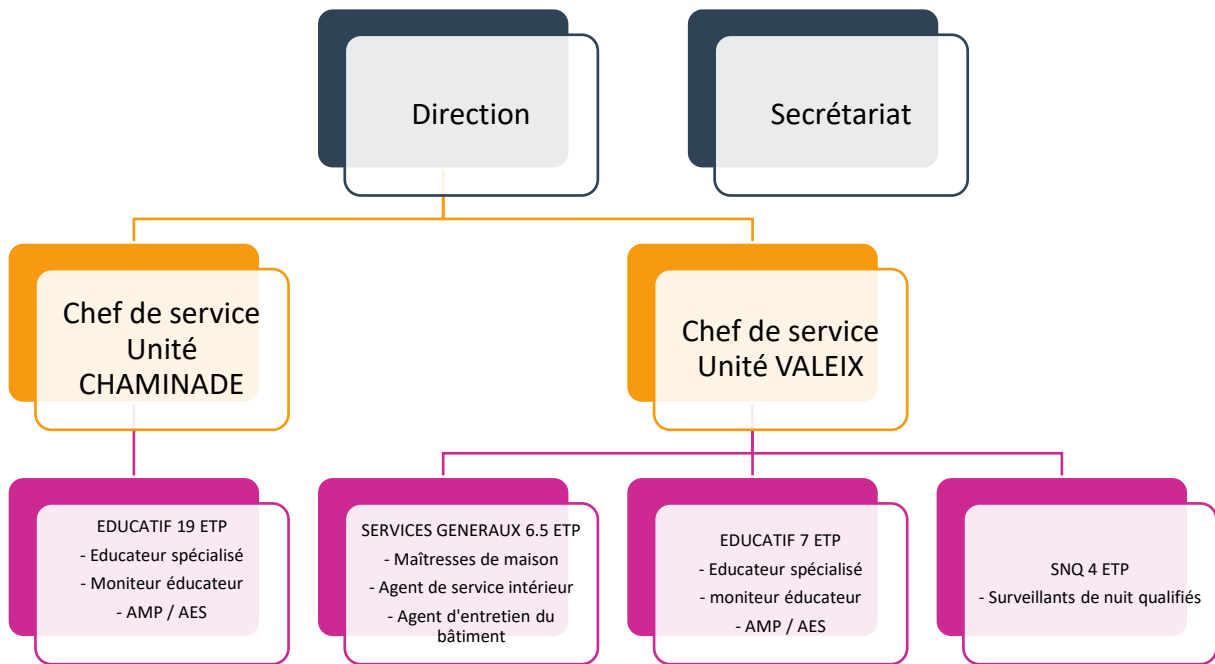 Direction
Secrétariat
Chef de service
Unité
CHAMINADE
Chef de service
Unité VALEIX
EDUCATIF 19 ETP
- Educateur spécialisé
- Moniteur éducateur
- AMP / AES
SERVICES GENERAUX 6.5 ETP
- Maîtresses de maison
- Agent de service intérieur
- Agent d'entretien du
bâtiment
EDUCATIF 7 ETP
- Educateur spécialisé
- moniteur éducateur
- AMP / AES
SNQ 4 ETP
- Surveillants de nuit qualifiés